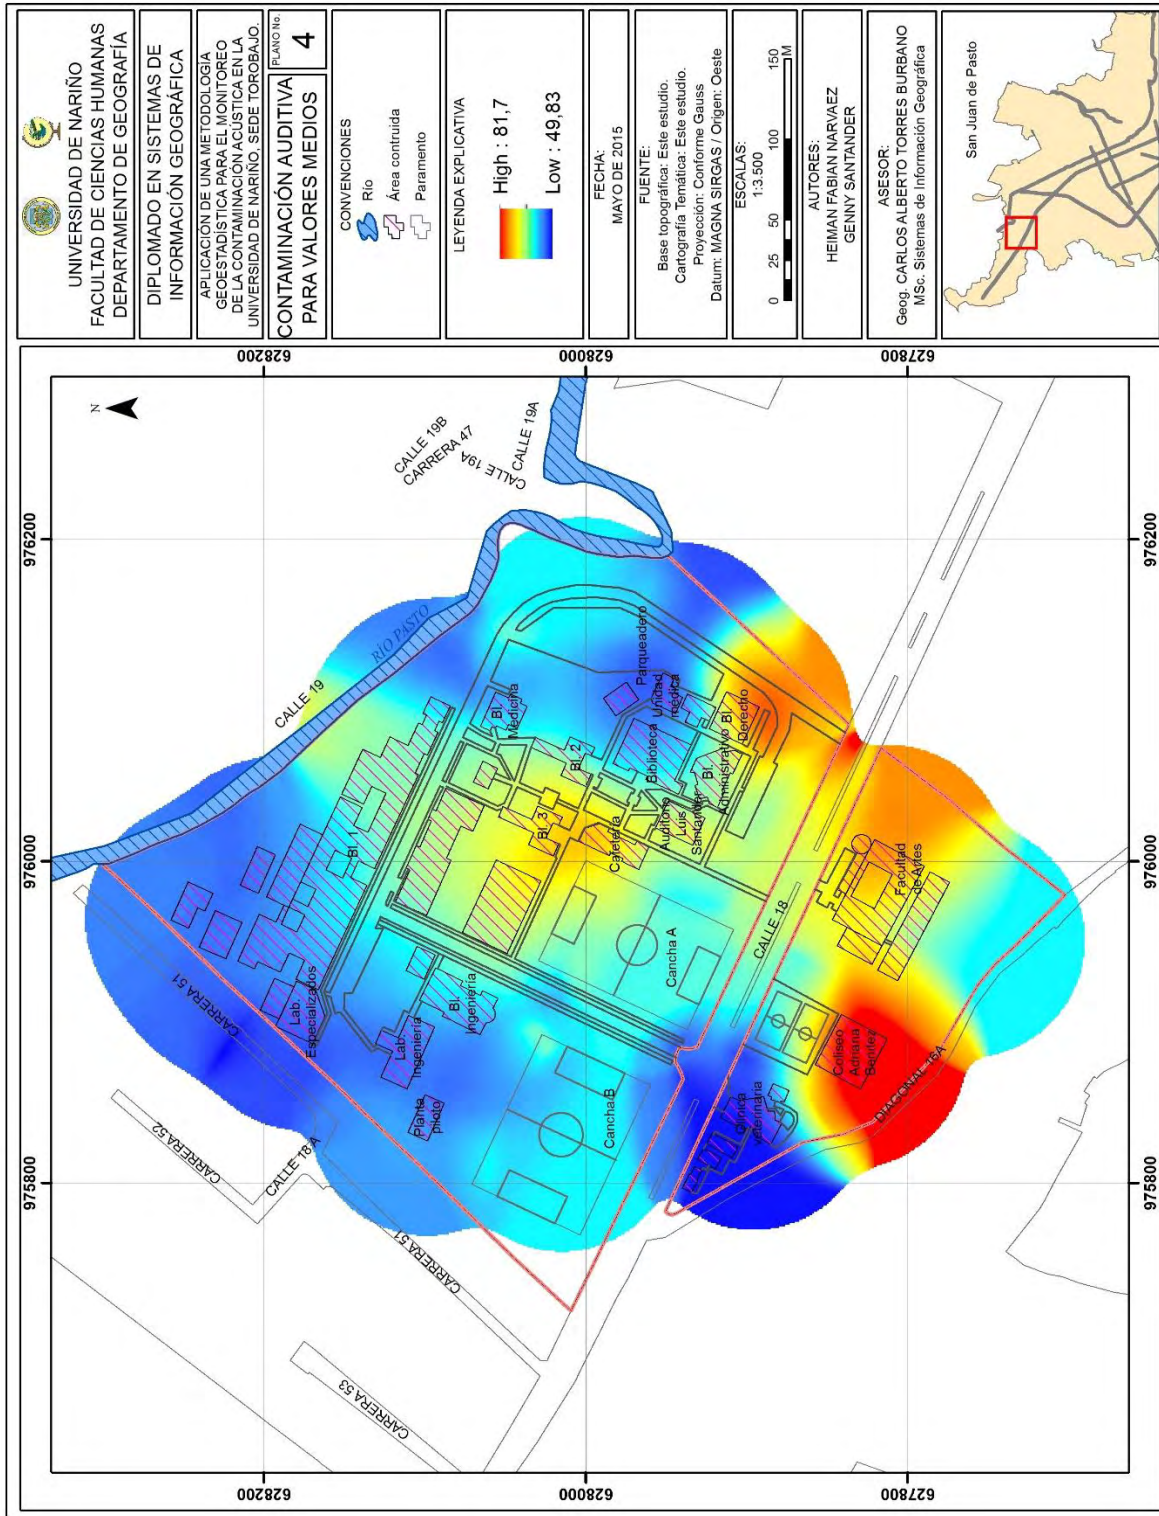 UNIVERSIDAD DE NARIÑO
FACULTAD DE CIENCIAS HUMANAS
DEPARTAMENTO DE GEOGRAFÍA
DIPLOMADO EN SISTEMAS DE
INFORMACIÓN GEOGRÁFICA
APLICACIÓN DE UNA METODOLOGÍA
GEOESTADÍSTICA PARA EL MONITOREO
DE LA CONTAMINACIÓN ACÚSTICA EN LA
UNIVERSIDAD DE NARIÑO, SEDE TOROBAJO.
CONTAMINACIÓN AUDITIVA
PARA VALORES MEDIOS
PLANO No.
4
CONVENCIONES
Río
Área construida
Paramento
LEYENDA EXPLICATIVA
High : 81,7
Low : 49,83
FECHA:
MAYO DE 2015
FUENTE:
Base topográfica: Este estudio.
Cartografía Temática: Este estudio.
Proyección: Conforme Gauss
Datum: MAGNA SIRGAS / Origen: Oeste
ESCALAS:
1:3.500
0 25 50 100 150
M
AUTORES:
HEIMAN FABIAN NARVAEZ
GENNY SANTANDER
ASESOR:
Geog. CARLOS ALBERTO TORRES BURBANO
MSc. Sistemas de Información Geográfica
San Juan de Pasto
628200
628000
627800
976200
976000
975800
N
CALLE 19B
CARRERA 47
CALLE 19A
CALLE 19A
RÍO PASTO
CALLE 19
Bl. 1
Bl.
Medicina
Parqueadero
Unidad
médica
Bl. 2
Biblioteca
Bl.
Derecho
Bl.
Administrativo
Bl. 3
Auditorio
Luis
Santander
Cafetería
Lab.
Especializados
CARRERA 51
Bl.
Ingeniería
Lab.
Ingeniería
Planta
piloto
Cancha A
Cancha B
CALLE 18
Facultad
de Artes
Coliseo
Adriana
Benítez
Clínica
veterinaria
DIAGONAL 16A
CARRERA 52
CALLE 18 A
CARRERA 51
CARRERA 53
976200
976000
975800
628200
628000
627800